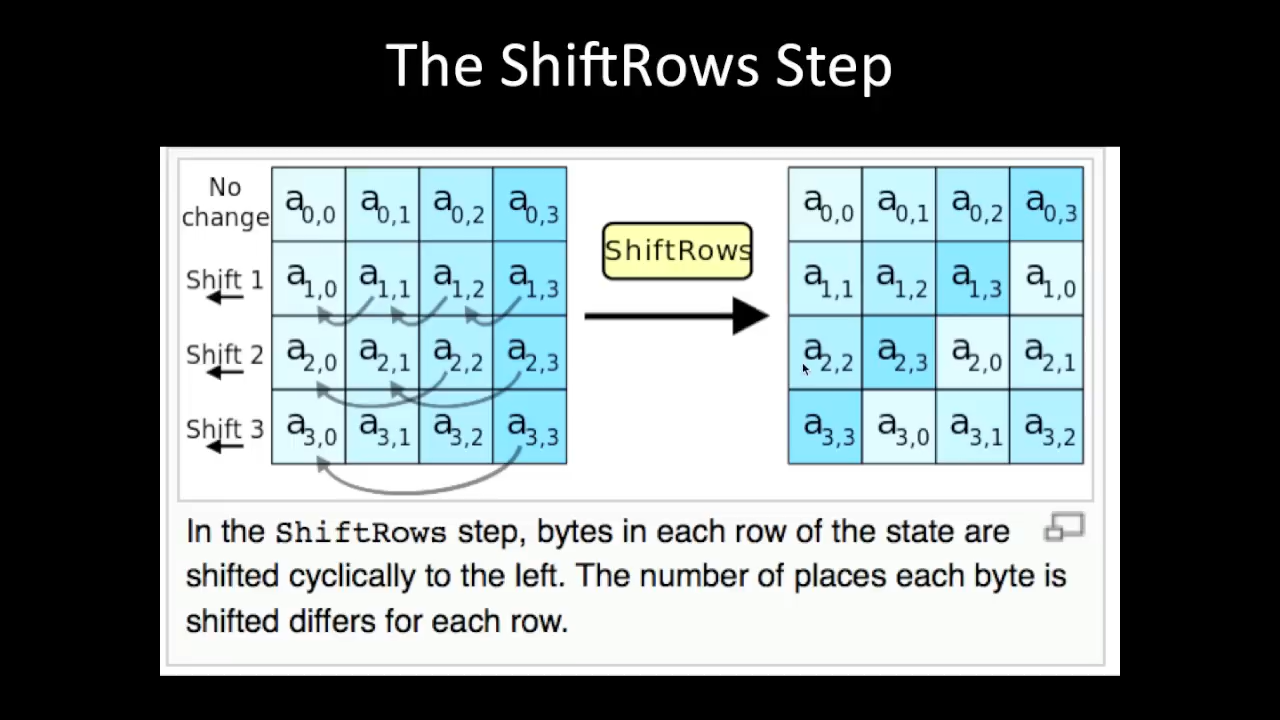 The ShiftRows Step
No
change
a0,0 a0,1 a0,2 a0,3
a0,0 a0,1 a0,2 a0,3
ShiftRows
Shift 1
a1,0 a1,1 a1,2 a1,3
a1,1 a1,2 a1,3 a1,0
Shift 2
a2,0 a2,1 a2,2 a2,3
a2,2 a2,3 a2,0 a2,1
Shift 3
a3,0 a3,1 a3,2 a3,3
a3,3 a3,0 a3,1 a3,2
In the ShiftRows step, bytes in each row of the state are
shifted cyclically to the left. The number of places each byte is
shifted differs for each row.